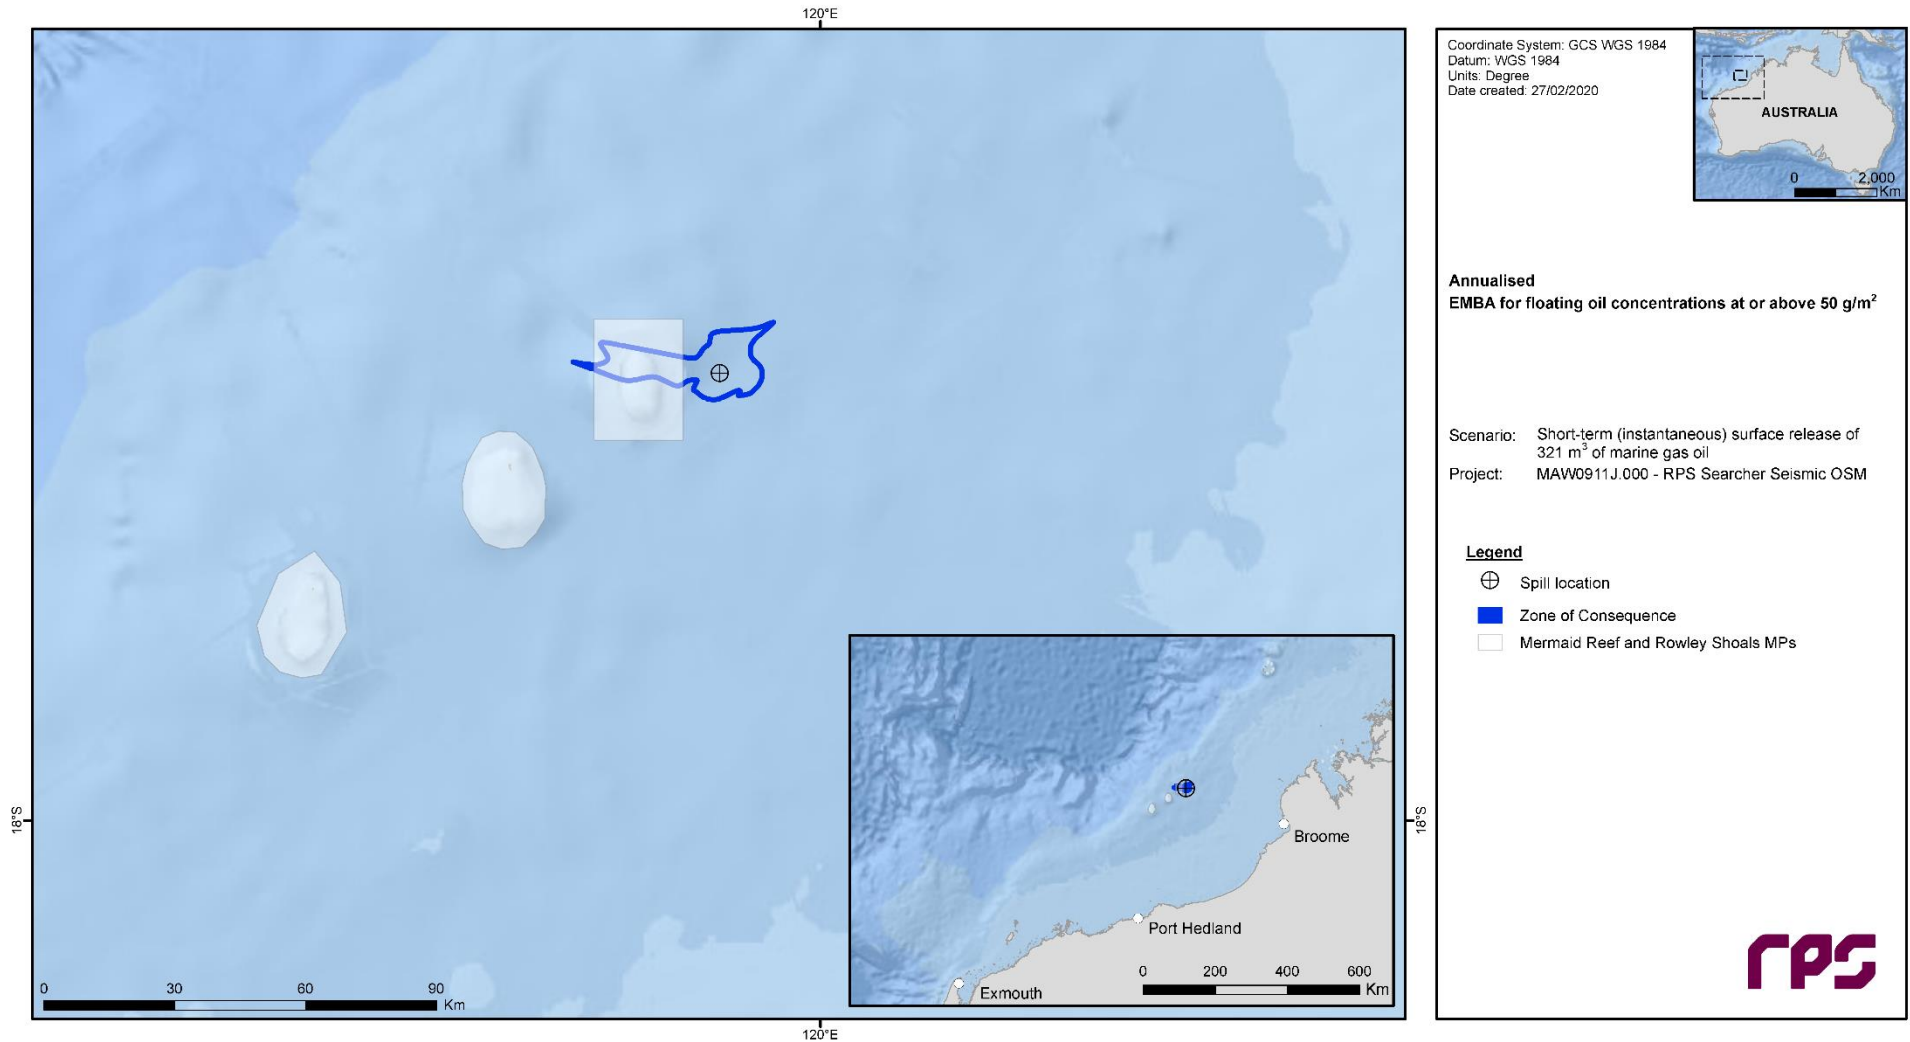 120°E
18°S
18°S
0 30 60 90
Km
120°E
Broome
Port Hedland
Exmouth
0 200 400 600
Km
Coordinate System: GCS WGS 1984
Datum: WGS 1984
Units: Degree
Date created: 27/02/2020
AUSTRALIA
0 2,000
Km
Annualised
EMBA for floating oil concentrations at or above 50 g/m²
Scenario: Short-term (instantaneous) surface release of
321 m³ of marine gas oil
Project: MAW0911J.000 - RPS Searcher Seismic OSM
Legend
Spill location
Zone of Consequence
Mermaid Reef and Rowley Shoals MPs
rps